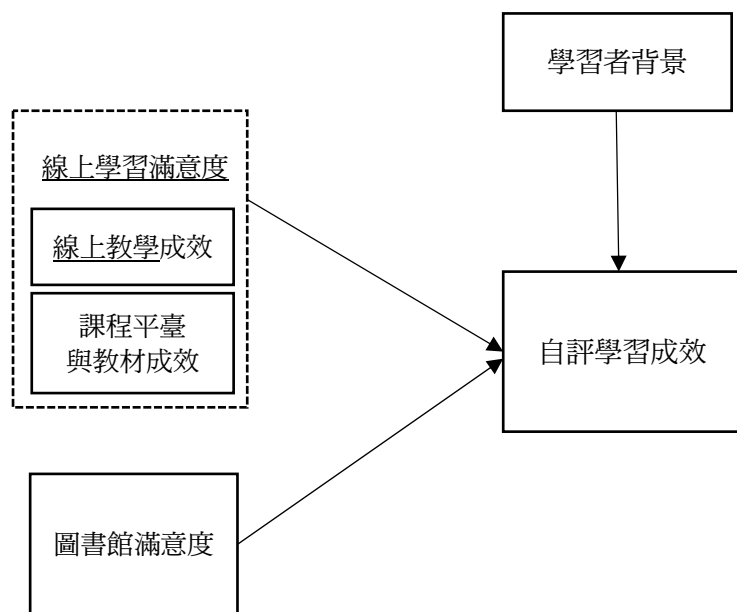 學習者背景
線上學習滿意度
線上教學成效
課程平臺
與教材成效
自評學習成效
圖書館滿意度